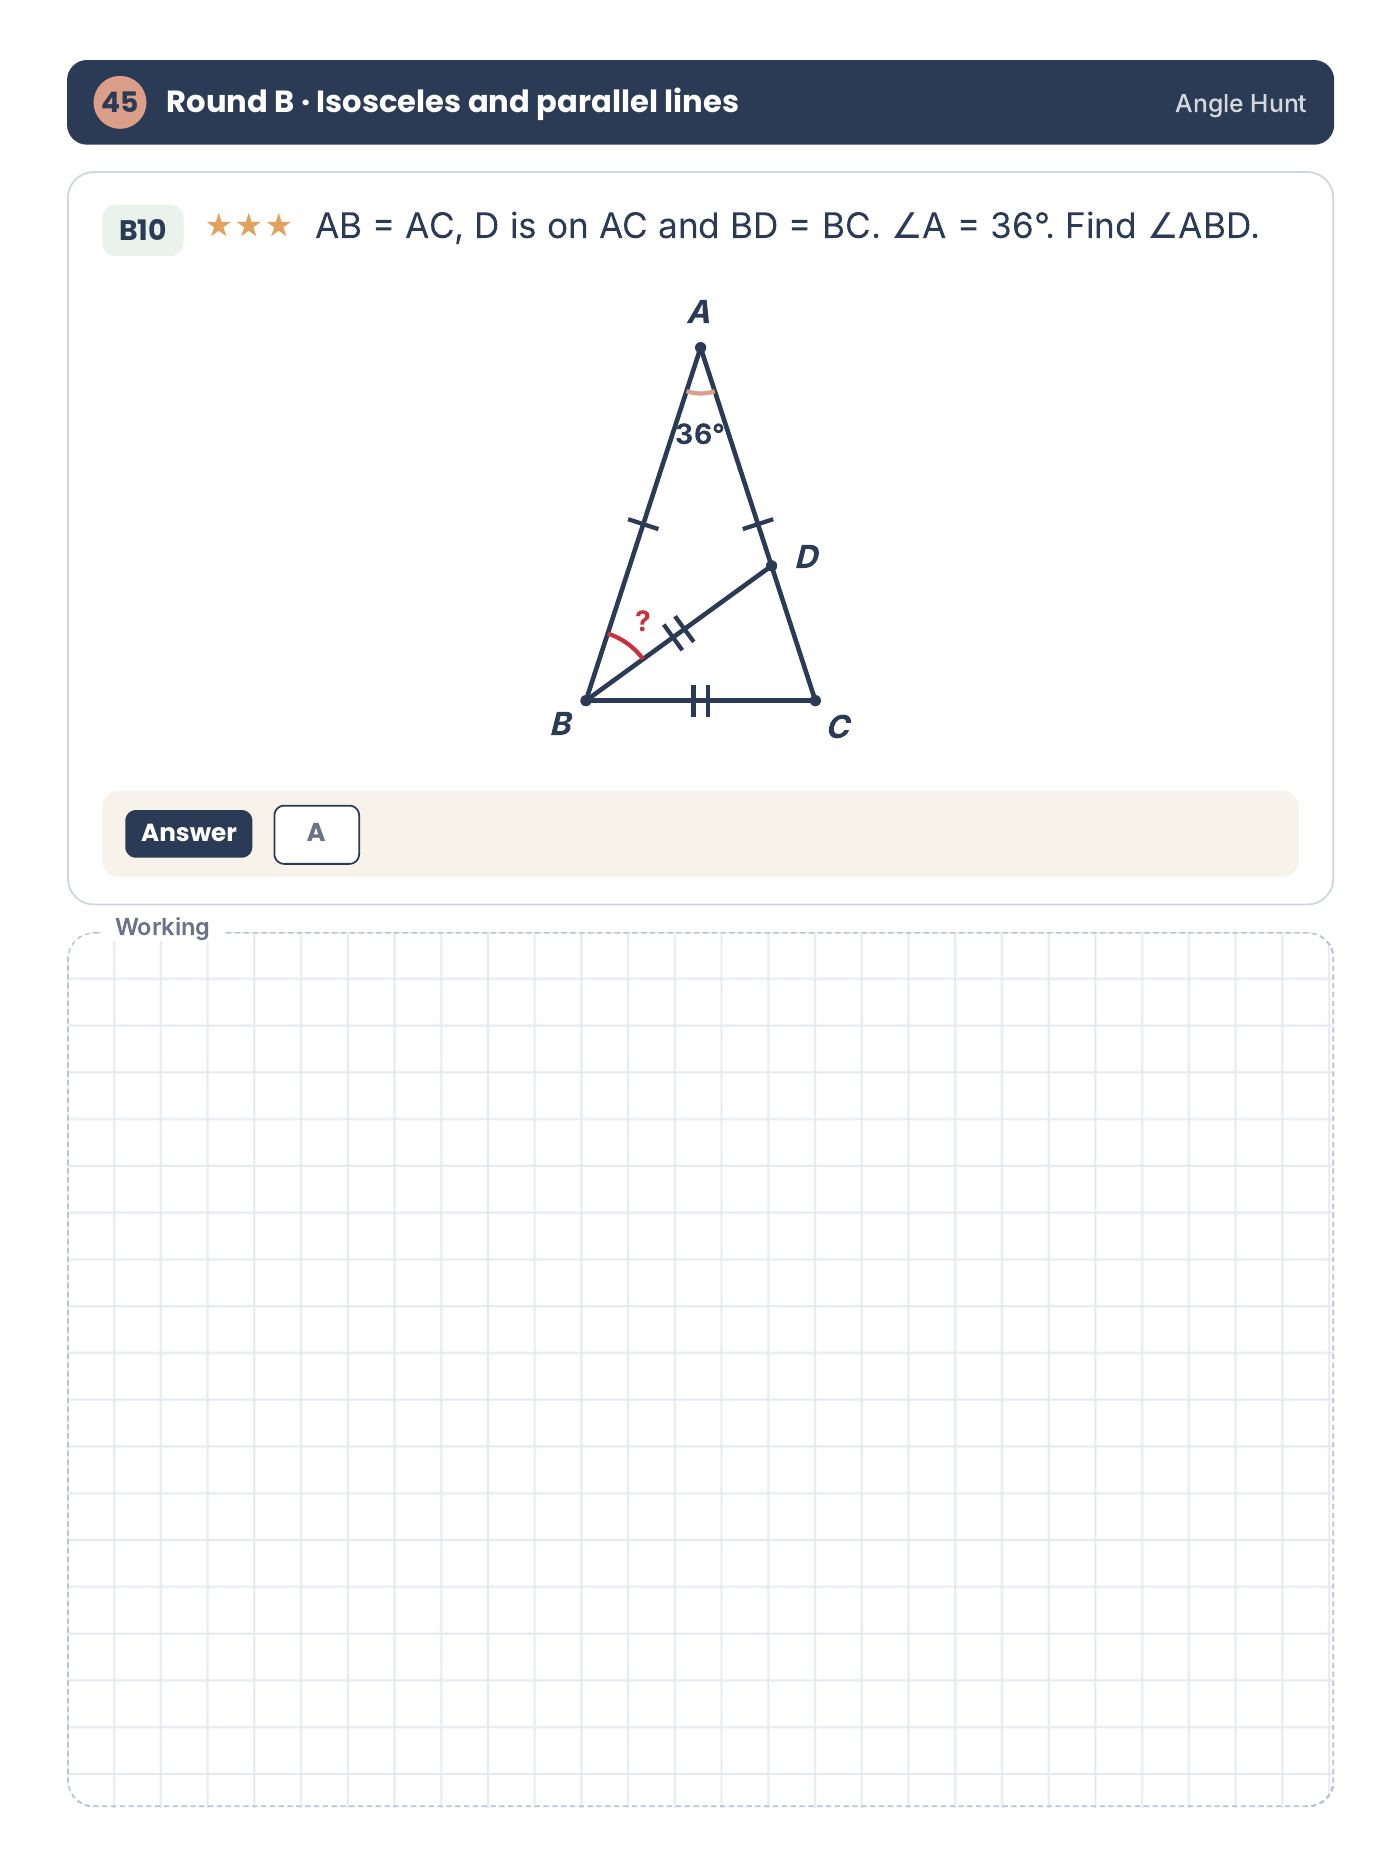 45 Round B · Isosceles and parallel lines Angle Hunt
B10 ★★★ AB = AC, D is on AC and BD = BC. ∠A = 36°. Find ∠ABD.
A
36°
D
?
B
C
Answer A
Working